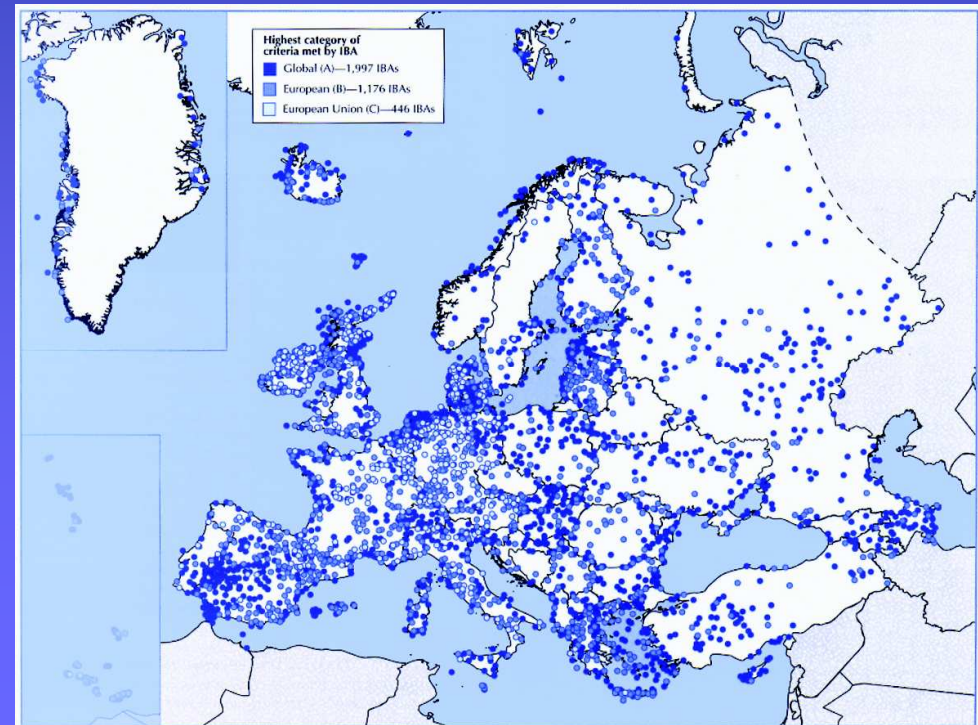 Highest category of
criteria met by IBA
Global (A)—1,997 IBAs
European (B)—1,176 IBAs
European Union (C)—446 IBAs